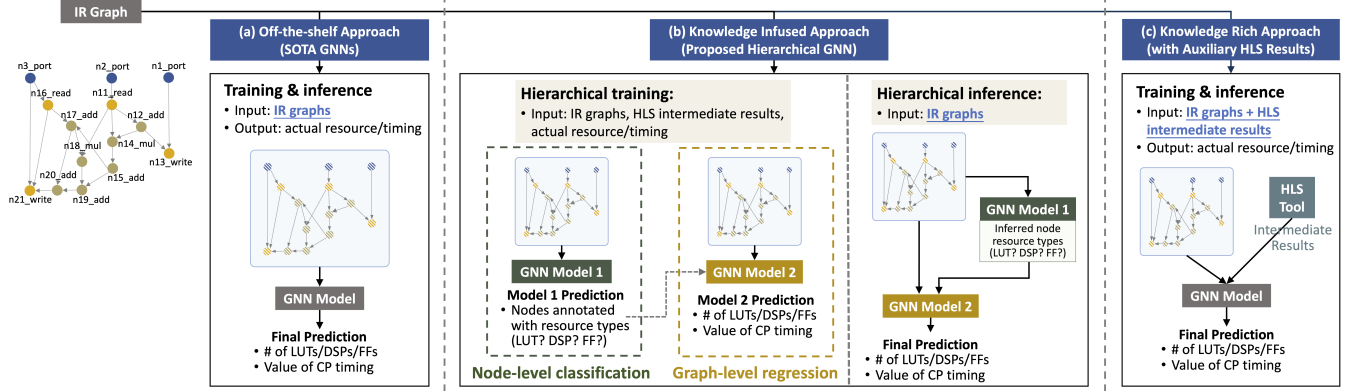 IR Graph
n3_port
n2_port
n1_port
n16_read
n11_read
n17_add
n12_add
n18_mul
n14_mul
n13_write
n20_add
n15_add
n21_write
n19_add
(a) Off-the-shelf Approach
(SOTA GNNs)
Training & inference
• Input: IR graphs
• Output: actual resource/timing
GNN Model
Final Prediction
• # of LUTs/DSPs/FFs
• Value of CP timing
(b) Knowledge Infused Approach
(Proposed Hierarchical GNN)
Hierarchical training:
• Input: IR graphs, HLS intermediate results,
actual resource/timing
GNN Model 1
Model 1 Prediction
• Nodes annotated
with resource types
(LUT? DSP? FF?)
Node-level classification
GNN Model 2
Model 2 Prediction
• # of LUTs/DSPs/FFs
• Value of CP timing
Graph-level regression
Hierarchical inference:
• Input: IR graphs
GNN Model 1
Inferred node
resource types
(LUT? DSP? FF?)
GNN Model 2
Final Prediction
• # of LUTs/DSPs/FFs
• Value of CP timing
(c) Knowledge Rich Approach
(with Auxiliary HLS Results)
Training & inference
• Input: IR graphs + HLS
intermediate results
• Output: actual resource/timing
HLS
Tool
Intermediate
Results
GNN Model
Final Prediction
• # of LUTs/DSPs/FFs
• Value of CP timing